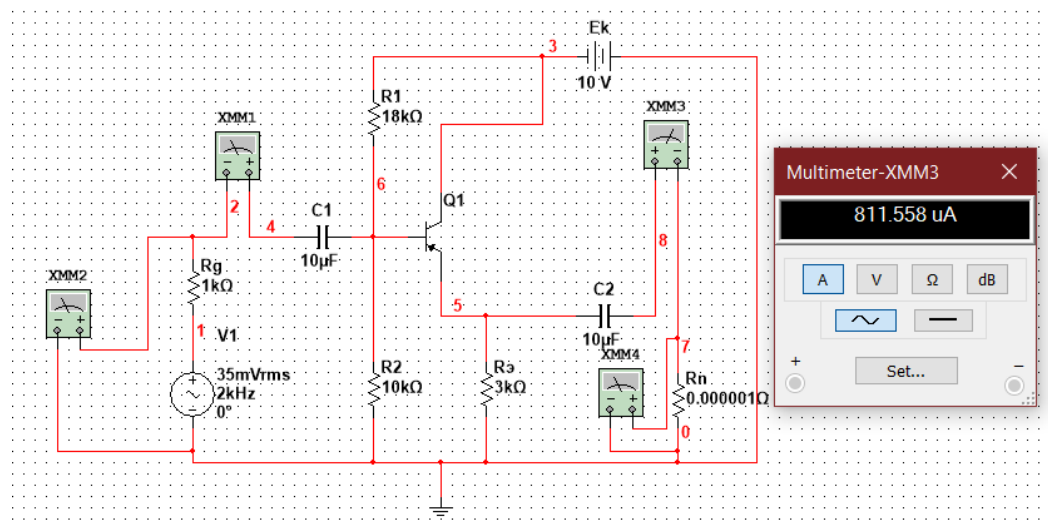 Ek
3
10 V
R1
18kΩ
XMM1
XMM3
Multimeter-XMM3
811.558 uA
A
V
Ω
dB
Set...
+
−
6
Q1
2
4
C1
10µF
8
XMM2
Rg
1kΩ
5
C2
10µF
1
V1
35mVrms
2kHz
0°
R2
10kΩ
Rэ
3kΩ
XMM4
7
Rn
0.000001Ω
0